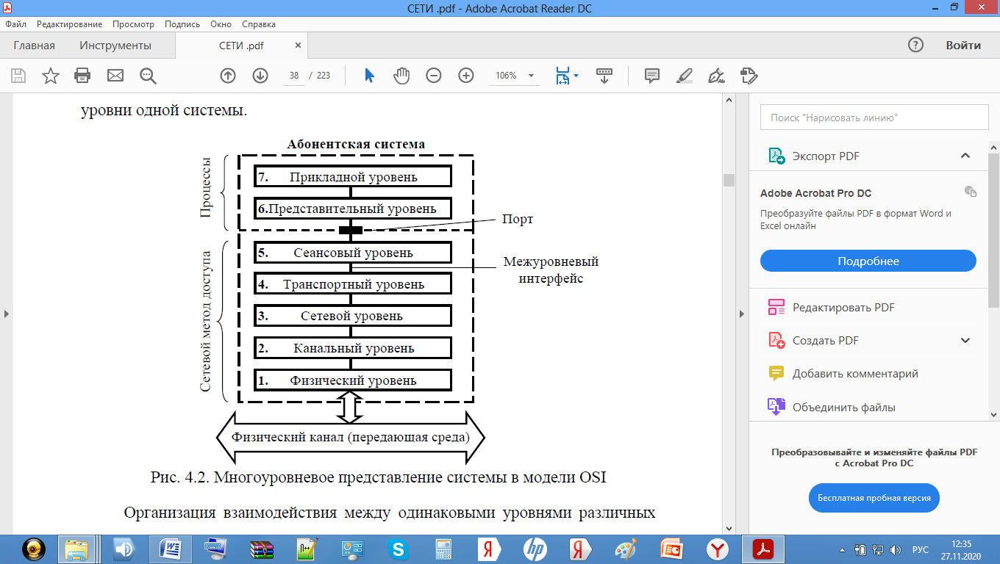 СЕТИ .pdf - Adobe Acrobat Reader DC
Файл Редактирование Просмотр Подпись Окно Справка
Главная Инструменты СЕТИ .pdf × ? Войти
38 / 223 106%
уровни одной системы.
Абонентская система
Процессы
7. Прикладной уровень
6.Представительный уровень
Порт
Сетевой метод доступа
5. Сеансовый уровень
Межуровневый
интерфейс
4. Транспортный уровень
3. Сетевой уровень
2. Канальный уровень
1. Физический уровень
Физический канал (передающая среда)
Рис. 4.2. Многоуровневое представление системы в модели OSI
Организация взаимодействия между одинаковыми уровнями различных
Поиск "Нарисовать линию"
Экспорт PDF
Adobe Acrobat Pro DC
Преобразуйте файлы PDF в формат Word и
Excel онлайн
Подробнее
Редактировать PDF
Создать PDF
Добавить комментарий
Объединить файлы
Преобразовывайте и изменяйте файлы PDF
с Acrobat Pro DC
Бесплатная пробная версия
РУС
12:35
27.11.2020